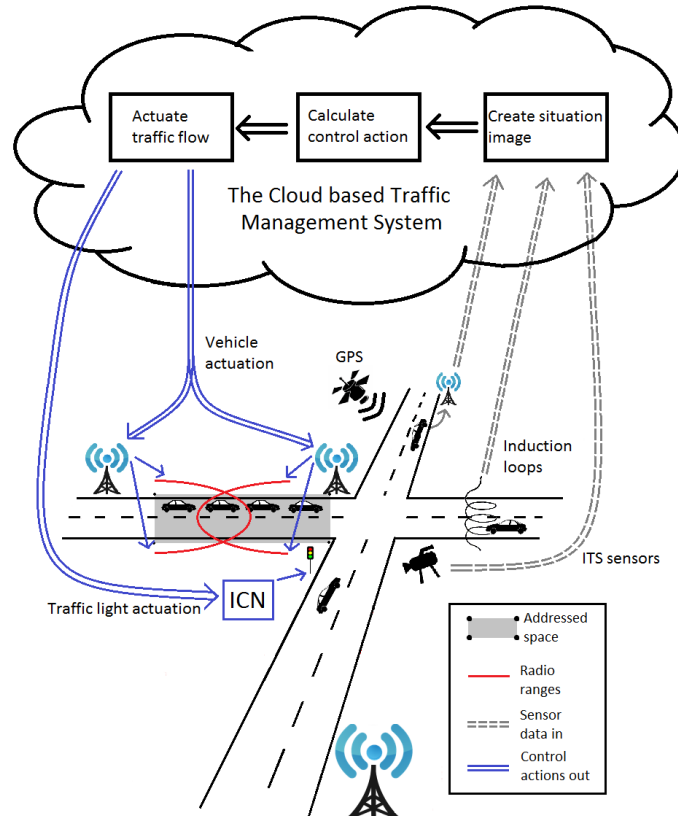 Actuate
traffic flow
Calculate
control action
Create situation
image
The Cloud based Traffic
Management System
Vehicle
actuation
GPS
Induction
loops
ITS sensors
Traffic light actuation
ICN
Addressed
space
Radio
ranges
Sensor
data in
Control
actions out